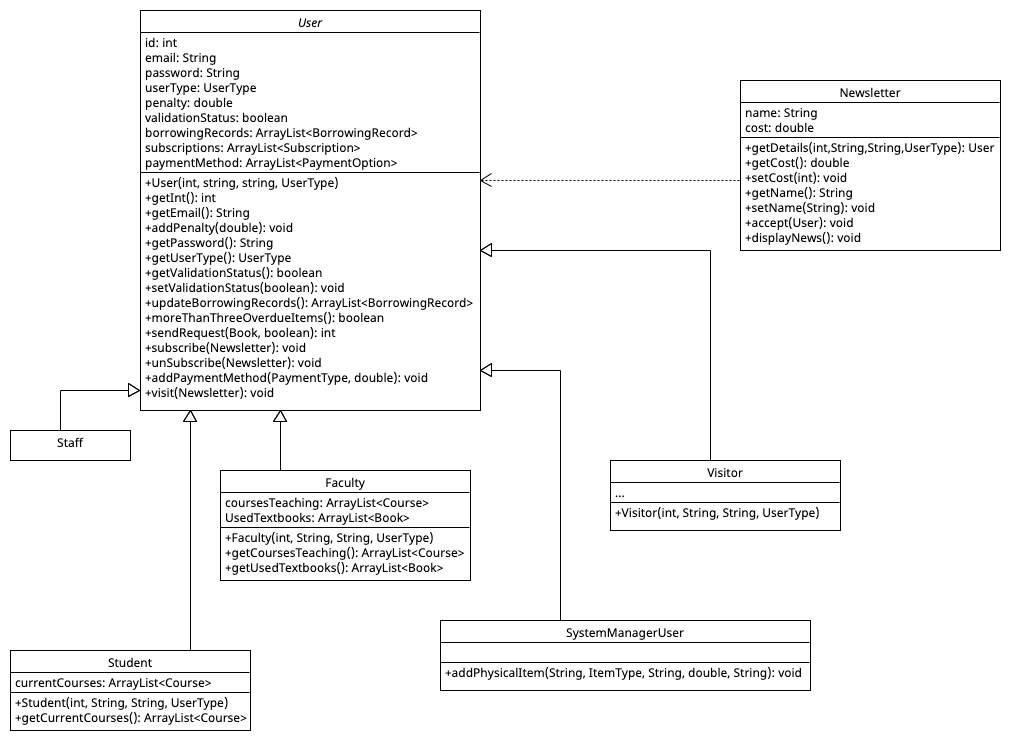 User
id: int
email: String
password: String
userType: UserType
penalty: double
validationStatus: boolean
borrowingRecords: ArrayList<BorrowingRecord>
subscriptions: ArrayList<Subscription>
paymentMethod: ArrayList<PaymentOption>
+User(int, string, string, UserType)
+getInt(): int
+getEmail(): String
+addPenalty(double): void
+getPassword(): String
+getUserType(): UserType
+getValidationStatus(): boolean
+setValidationStatus(boolean): void
+updateBorrowingRecords(): ArrayList<BorrowingRecord>
+moreThanThreeOverdueItems(): boolean
+sendRequest(Book, boolean): int
+subscribe(Newsletter): void
+unSubscribe(Newsletter): void
+addPaymentMethod(PaymentType, double): void
+visit(Newsletter): void
Newsletter
name: String
cost: double
+getDetails(int,String,String,UserType): User
+getCost(): double
+setCost(int): void
+getName(): String
+setName(String): void
+accept(User): void
+displayNews(): void
Staff
Faculty
coursesTeaching: ArrayList<Course>
UsedTextbooks: ArrayList<Book>
+Faculty(int, String, String, UserType)
+getCoursesTeaching(): ArrayList<Course>
+getUsedTextbooks(): ArrayList<Book>
Visitor
...
+Visitor(int, String, String, UserType)
SystemManagerUser
+addPhysicalItem(String, ItemType, String, double, String): void
Student
currentCourses: ArrayList<Course>
+Student(int, String, String, UserType)
+getCurrentCourses(): ArrayList<Course>